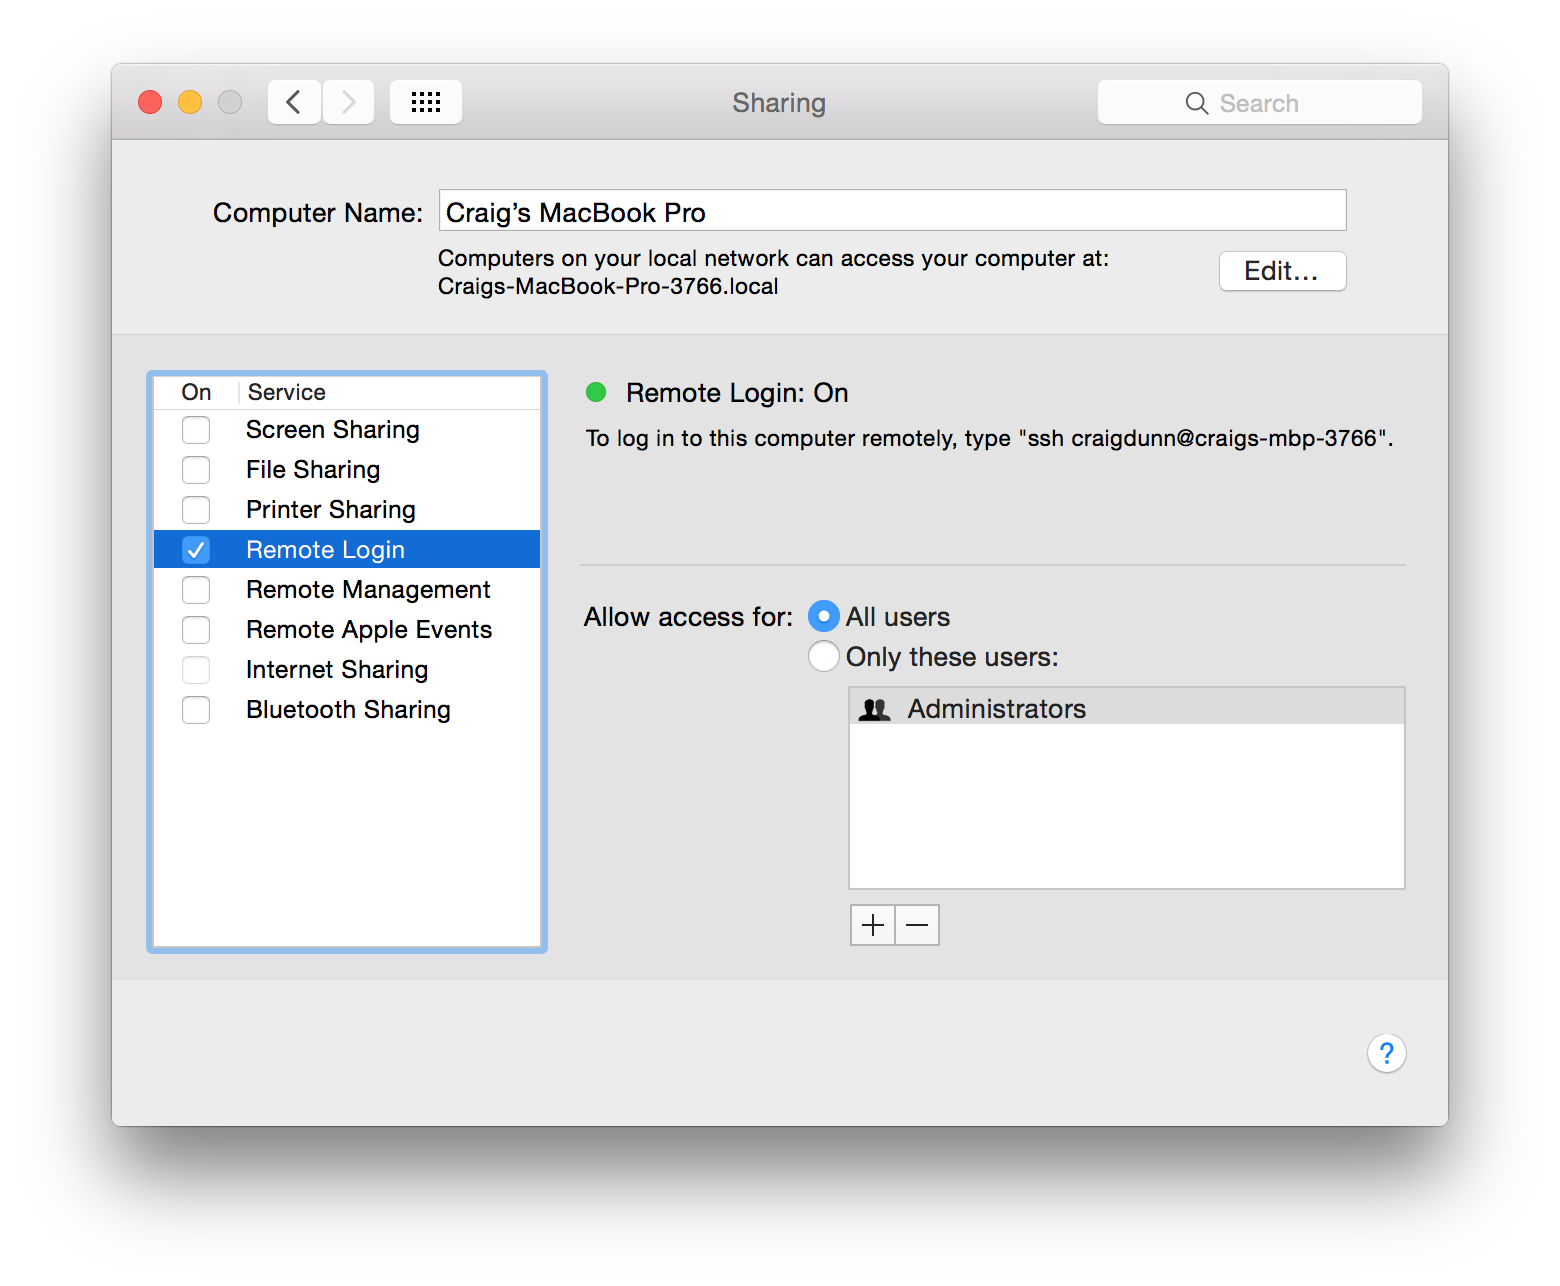 Sharing
Search
Computer Name: Craig’s MacBook Pro
Computers on your local network can access your computer at:
Craigs-MacBook-Pro-3766.local
Edit...
On Service
Screen Sharing
File Sharing
Printer Sharing
Remote Login
Remote Management
Remote Apple Events
Internet Sharing
Bluetooth Sharing
Remote Login: On
To log in to this computer remotely, type "ssh craigdunn@craigs-mbp-3766".
Allow access for: All users
Only these users:
Administrators
?